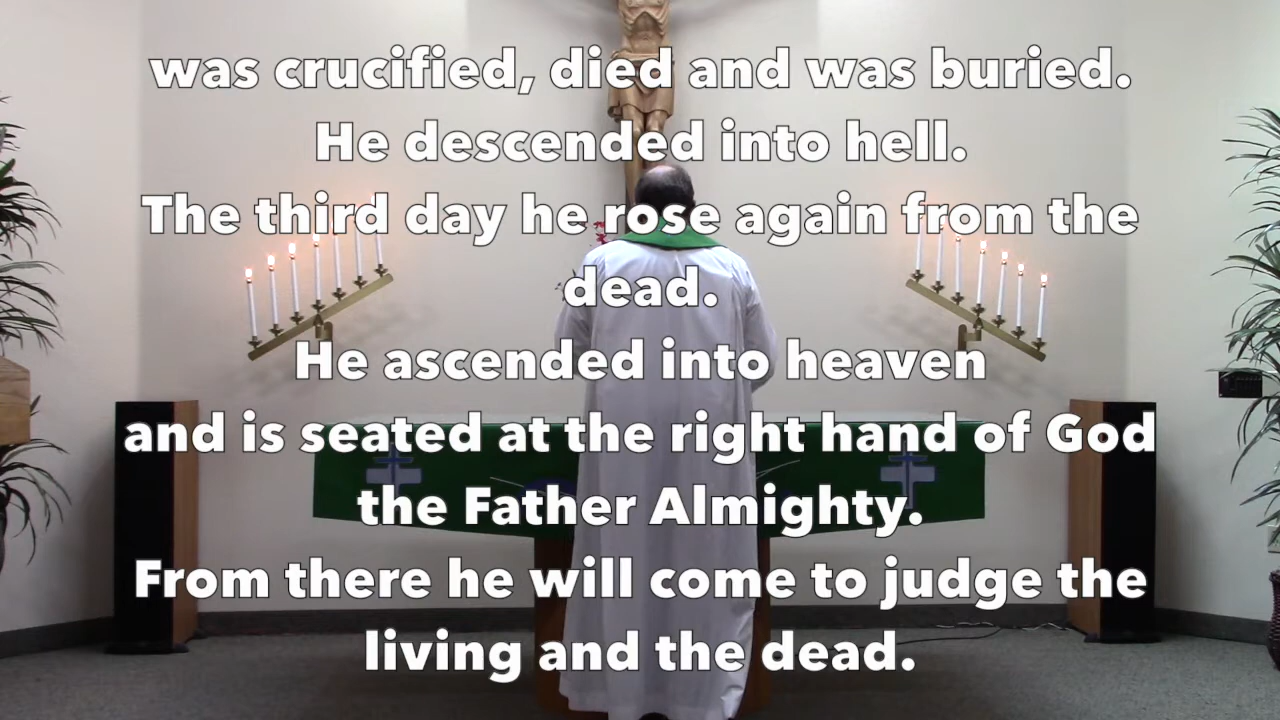 was crucified, died and was buried.
He descended into hell.
The third day he rose again from the
dead.
He ascended into heaven
and is seated at the right hand of God
the Father Almighty.
From there he will come to judge the
living and the dead.